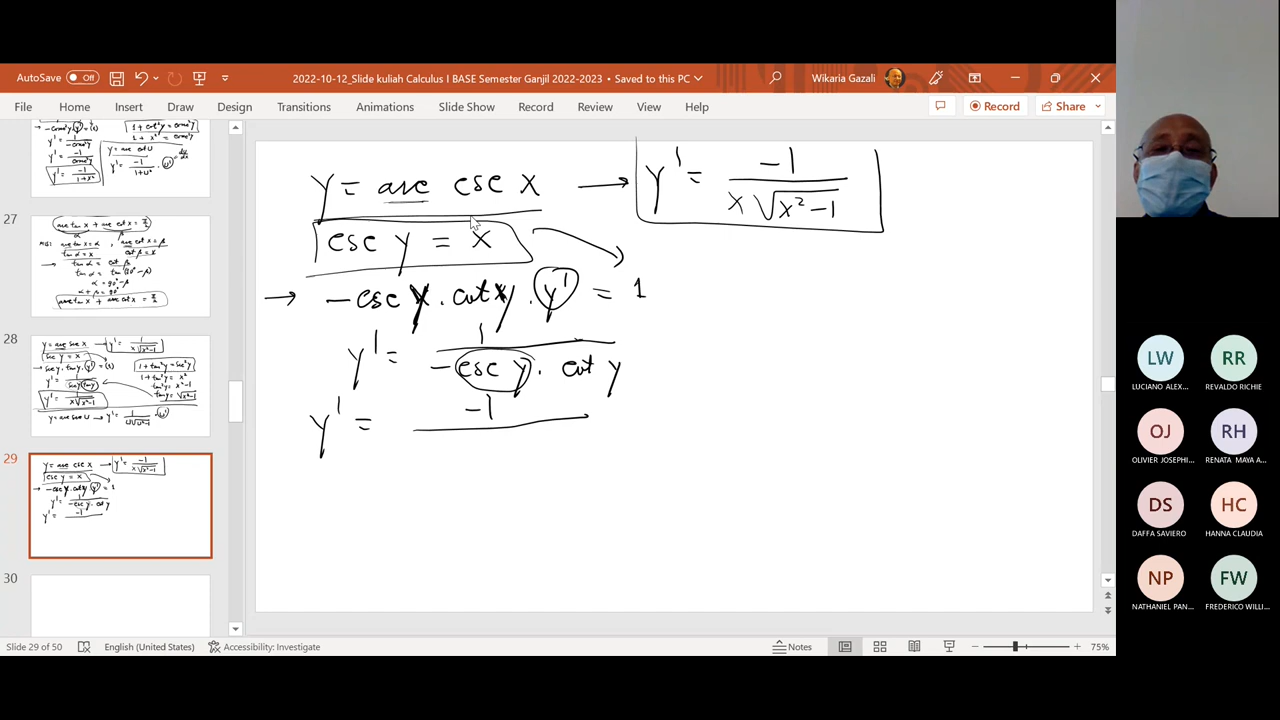 AutoSave Off
2022-10-12_Slide kuliah Calculus I BASE Semester Ganjil 2022-2023 • Saved to this PC
Wikaria Gazali
File Home Insert Draw Design Transitions Animations Slide Show Record Review View Help
Record Share
27
28
29
30
y = arc csc x → y' = -1 / x√x²-1
csc y = x
→ -csc y . cot y . y' = 1
y' = 1 / -csc y . cot y
y' = -1
LW
LUCIANO ALEX...
RR
REVALDO RICHIE
OJ
OLIVIER JOSEPHI...
RH
RENATA MAYA A...
DS
DAFFA SAVIERO
HC
HANNA CLAUDIA
NP
NATHANIEL PAN...
FW
FREDERICO WILLI...
Slide 29 of 50 English (United States) Accessibility: Investigate Notes 75%